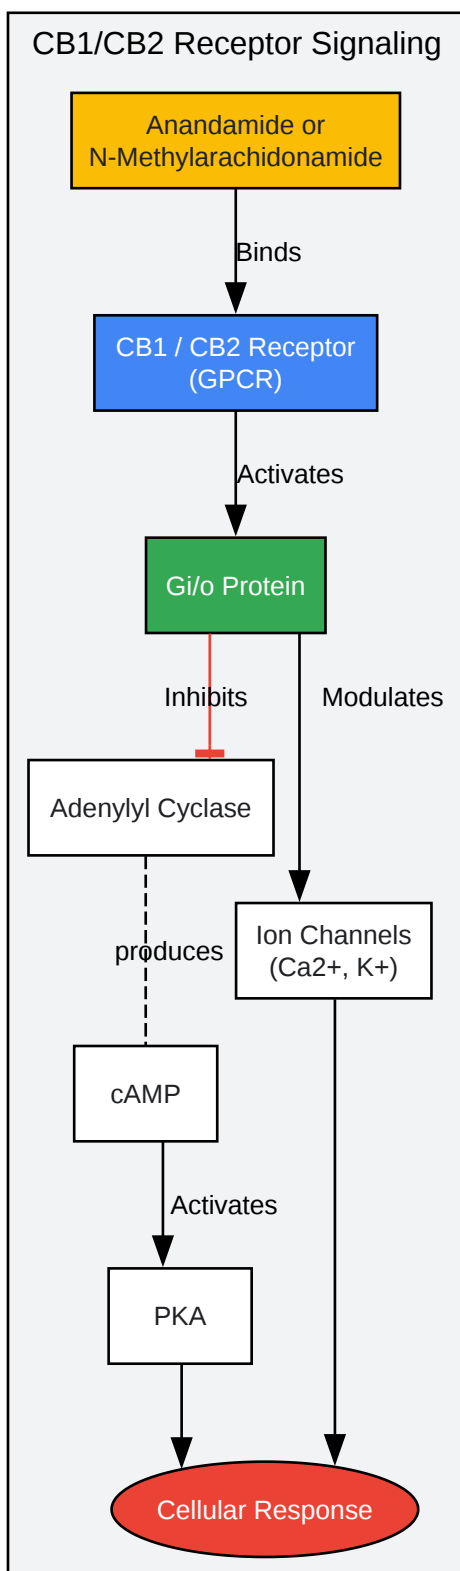 CB1/CB2 Receptor Signaling
Anandamide or
N-Methylarachidonamide
Binds
CB1 / CB2 Receptor
(GPCR)
Activates
Gi/o Protein
Inhibits
Modulates
Adenylyl Cyclase
Ion Channels
(Ca2+, K+)
produces
cAMP
Activates
PKA
Cellular Response